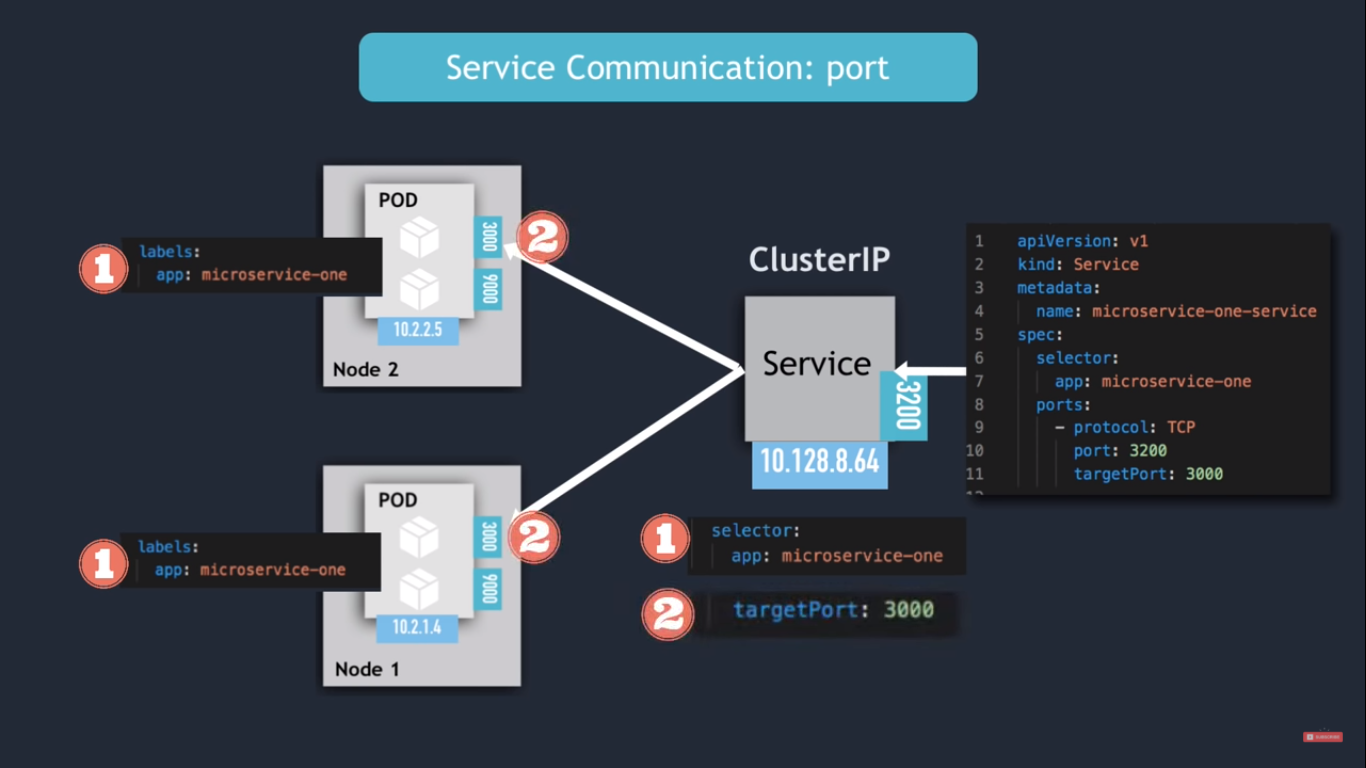 Service Communication: port
POD
3000
9000
10.2.2.5
Node 2
1
labels:
app: microservice-one
2
POD
3000
9000
10.2.1.4
Node 1
1
labels:
app: microservice-one
2
ClusterIP
Service
3200
10.128.8.64
1
selector:
app: microservice-one
2
targetPort: 3000
1 apiVersion: v1
2 kind: Service
3 metadata:
4 name: microservice-one-service
5 spec:
6 selector:
7 app: microservice-one
8 ports:
9 - protocol: TCP
10 port: 3200
11 targetPort: 3000
SUBSCRIBE